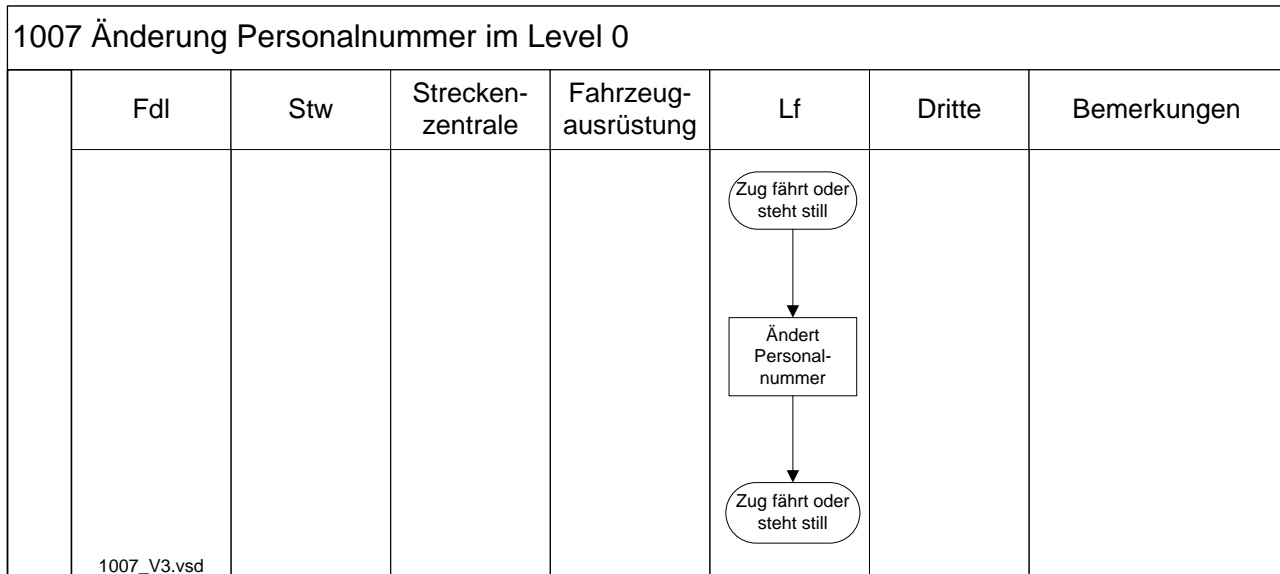 1007 Änderung Personalnummer im Level 0
Fdl
Stw
Strecken-
zentrale
Fahrzeug-
ausrüstung
Lf
Dritte
Bemerkungen
Zug fährt oder
steht still
Ändert
Personal-
nummer
Zug fährt oder
steht still
1007_V3.vsd